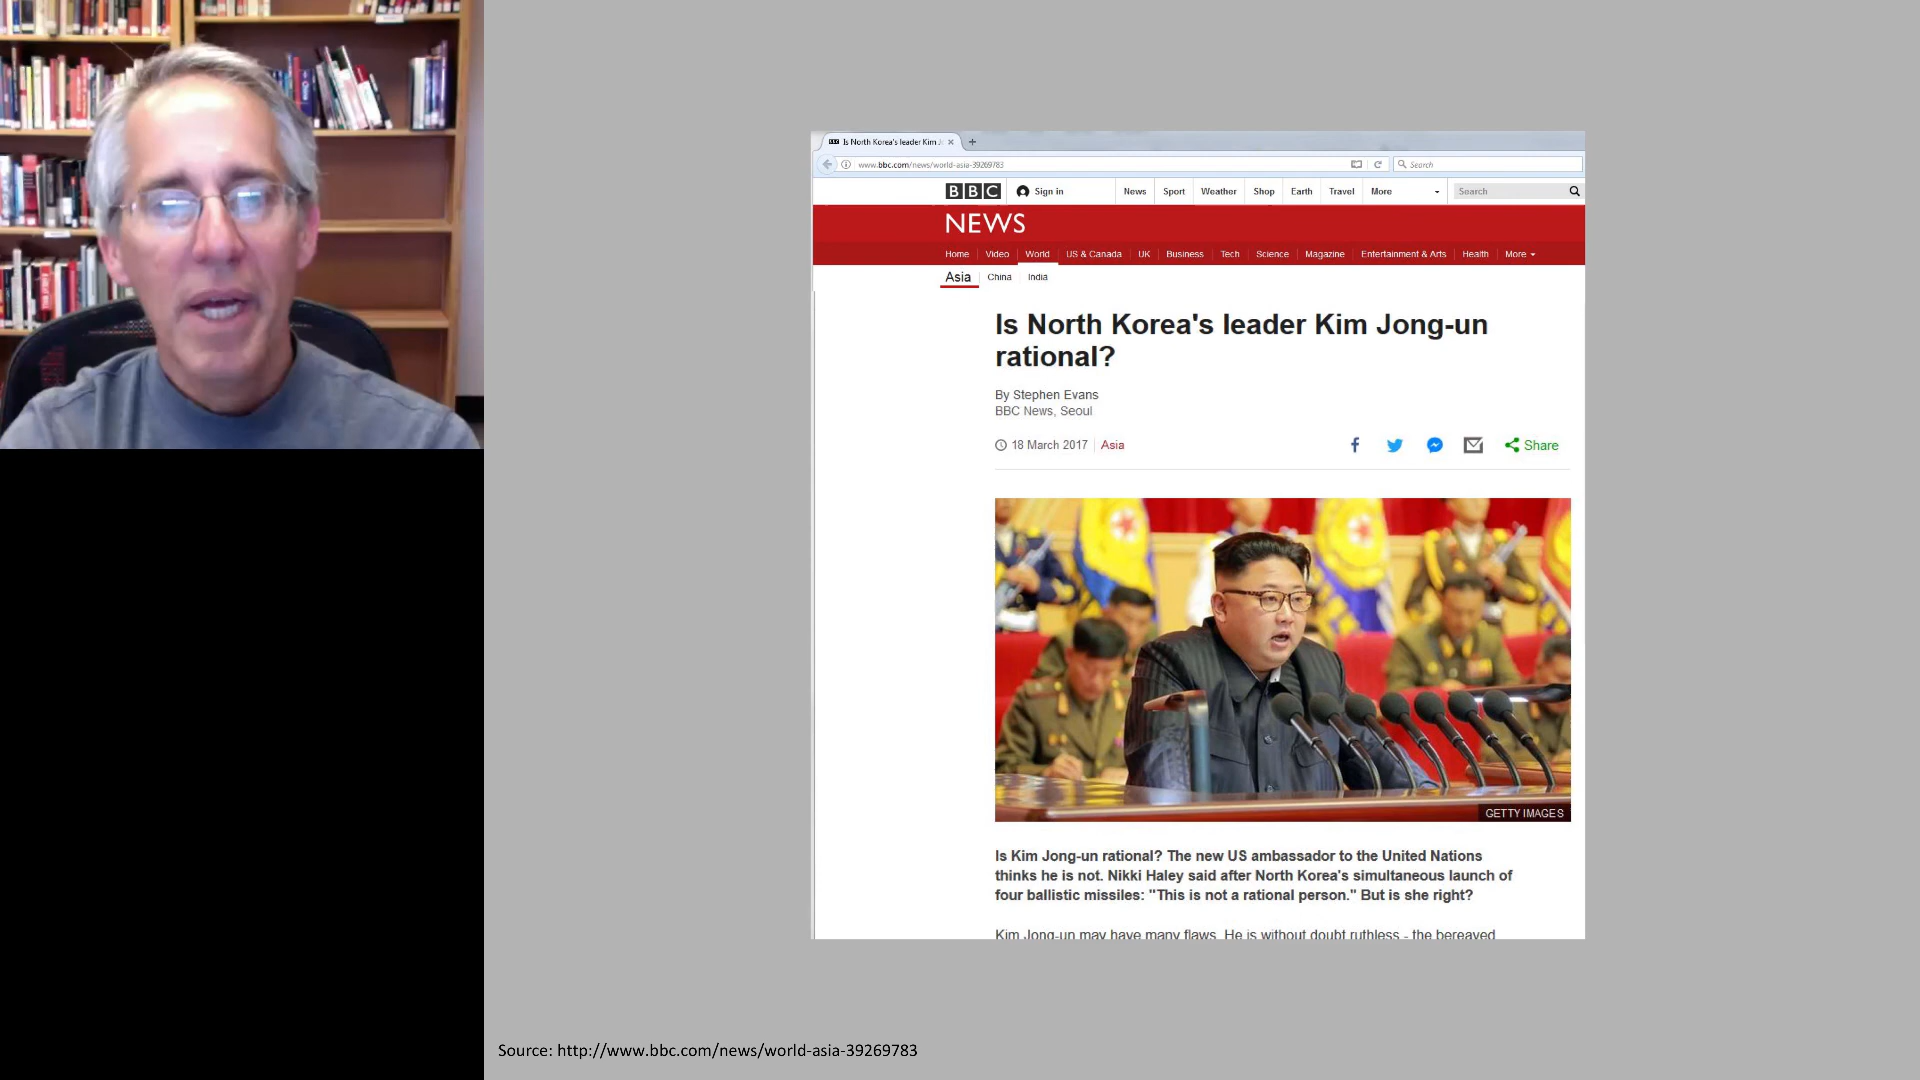 Is North Korea's leader Kim J
www.bbc.com/news/world-asia-39269783
Search
BBC
Sign in
News
Sport
Weather
Shop
Earth
Travel
More
Search
NEWS
Home
Video
World
US & Canada
UK
Business
Tech
Science
Magazine
Entertainment & Arts
Health
More
Asia
China
India
Is North Korea's leader Kim Jong-un
rational?
By Stephen Evans
BBC News, Seoul
18 March 2017
Asia
Share
GETTY IMAGES
Is Kim Jong-un rational? The new US ambassador to the United Nations
thinks he is not. Nikki Haley said after North Korea's simultaneous launch of
four ballistic missiles: "This is not a rational person." But is she right?
Kim Jong-un may have many flaws. He is without doubt ruthless - the bereaved
Source: http://www.bbc.com/news/world-asia-39269783